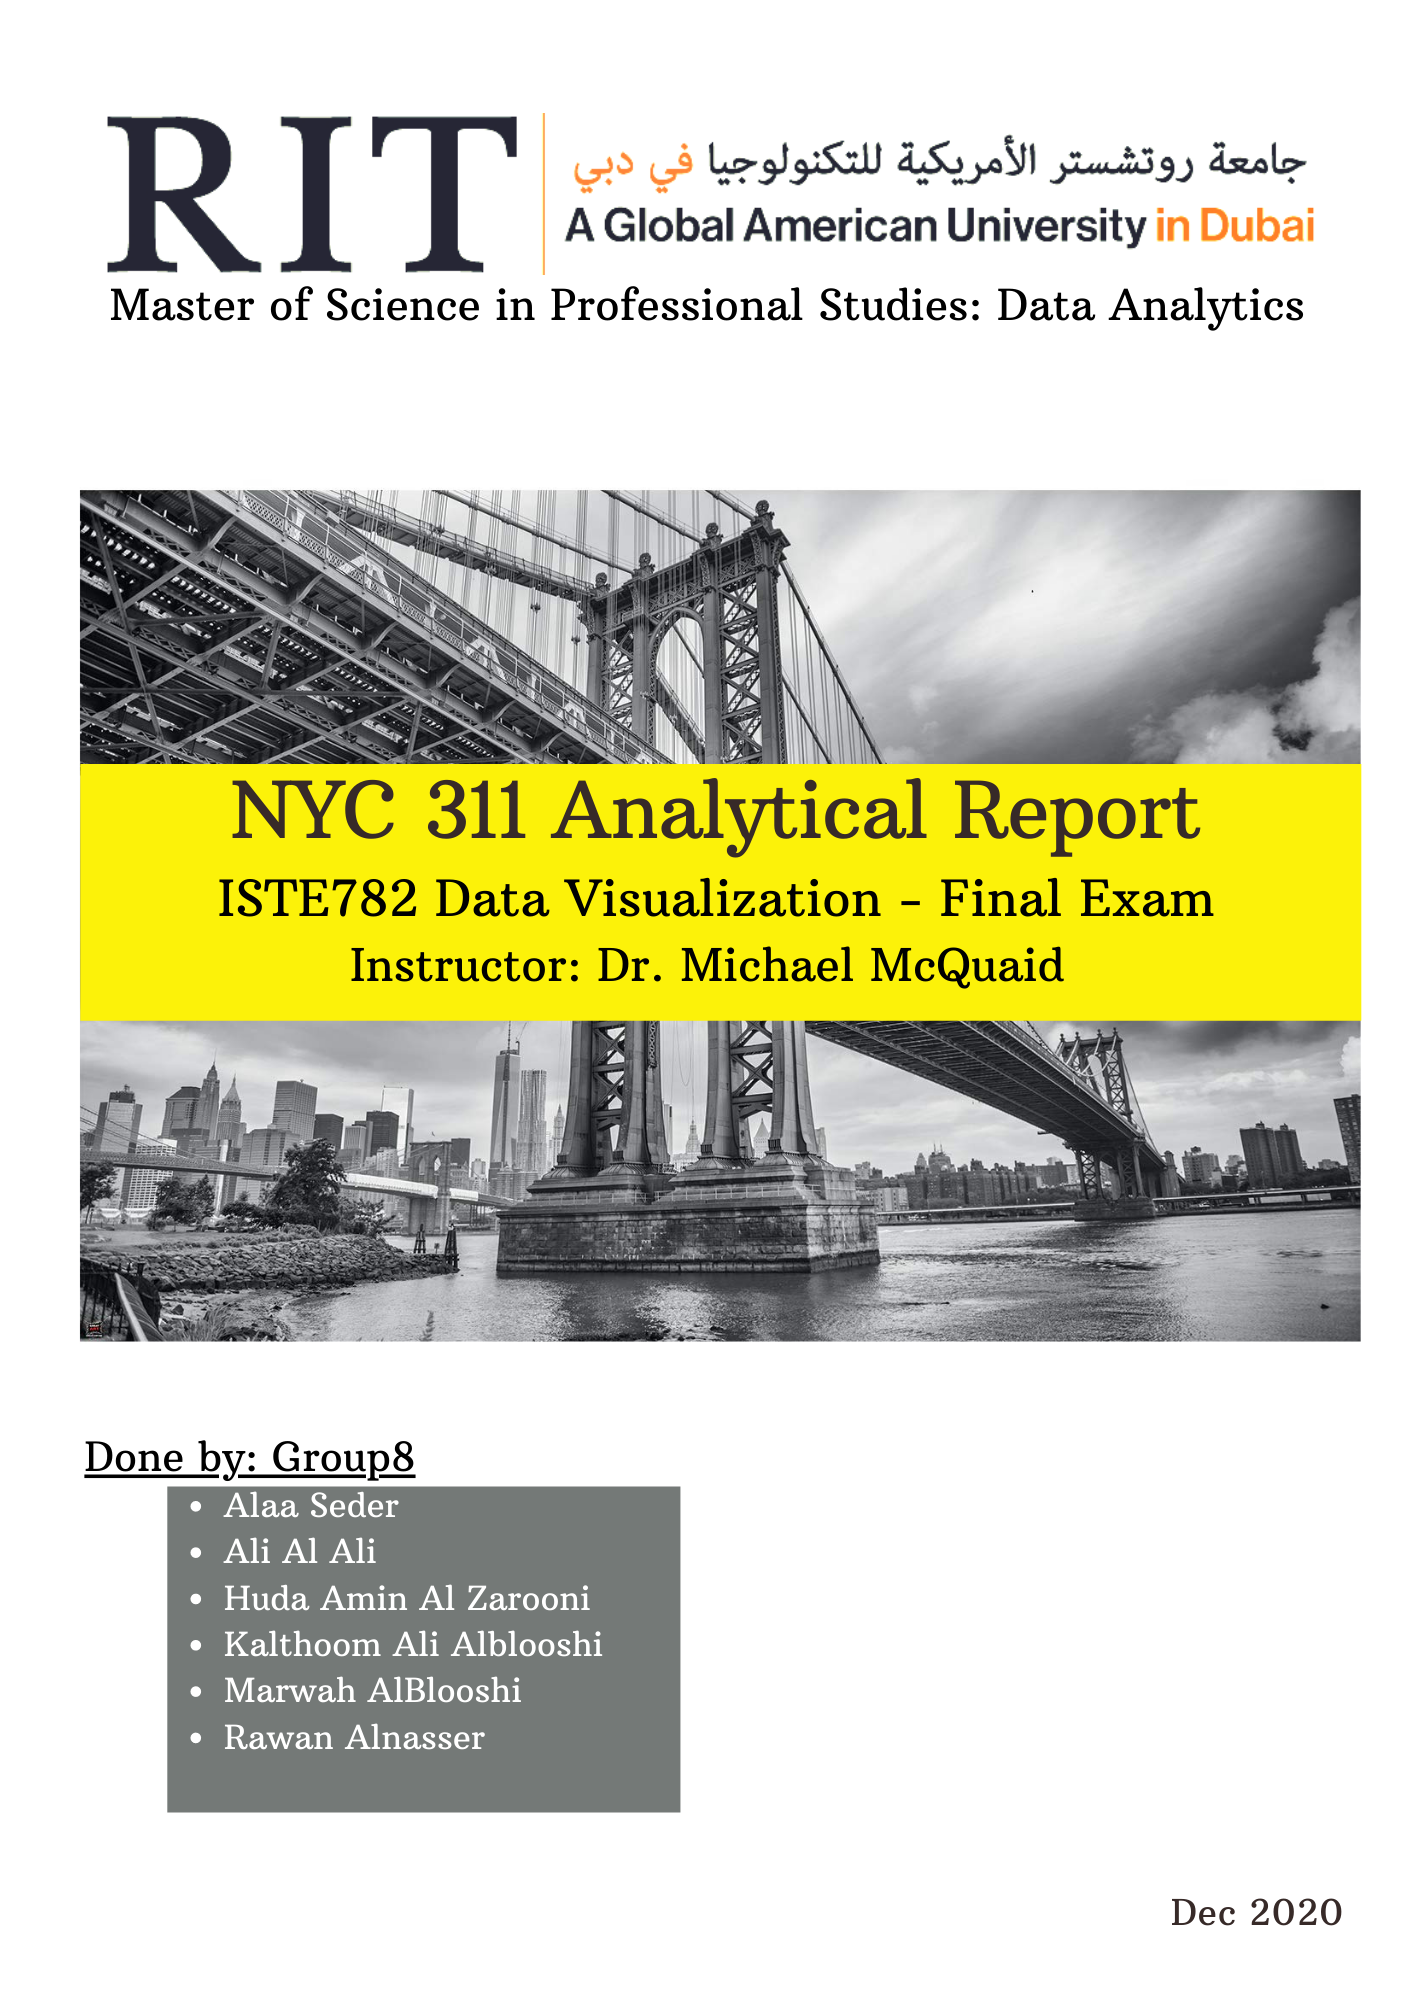 RIT
جامعة روتشستر الأمريكية للتكنولوجيا في دبي
A Global American University in Dubai
Master of Science in Professional Studies: Data Analytics
NYC 311 Analytical Report
ISTE782 Data Visualization - Final Exam
Instructor: Dr. Michael McQuaid
Done by: Group8
• Alaa Seder
• Ali Al Ali
• Huda Amin Al Zarooni
• Kalthoom Ali Alblooshi
• Marwah AlBlooshi
• Rawan Alnasser
Dec 2020